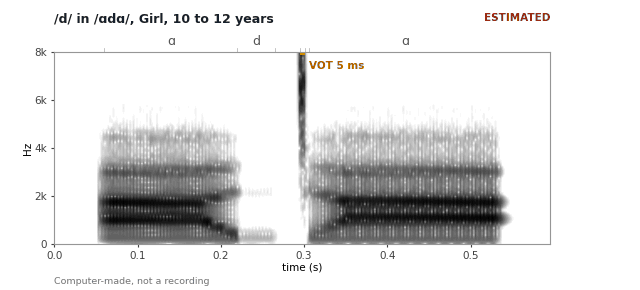 /d/ in /ɑdɑ/, Girl, 10 to 12 years
ESTIMATED
ɑ d ɑ
VOT 5 ms
8k
6k
4k
2k
0
Hz
0.0 0.1 0.2 0.3 0.4 0.5
time (s)
Computer-made, not a recording